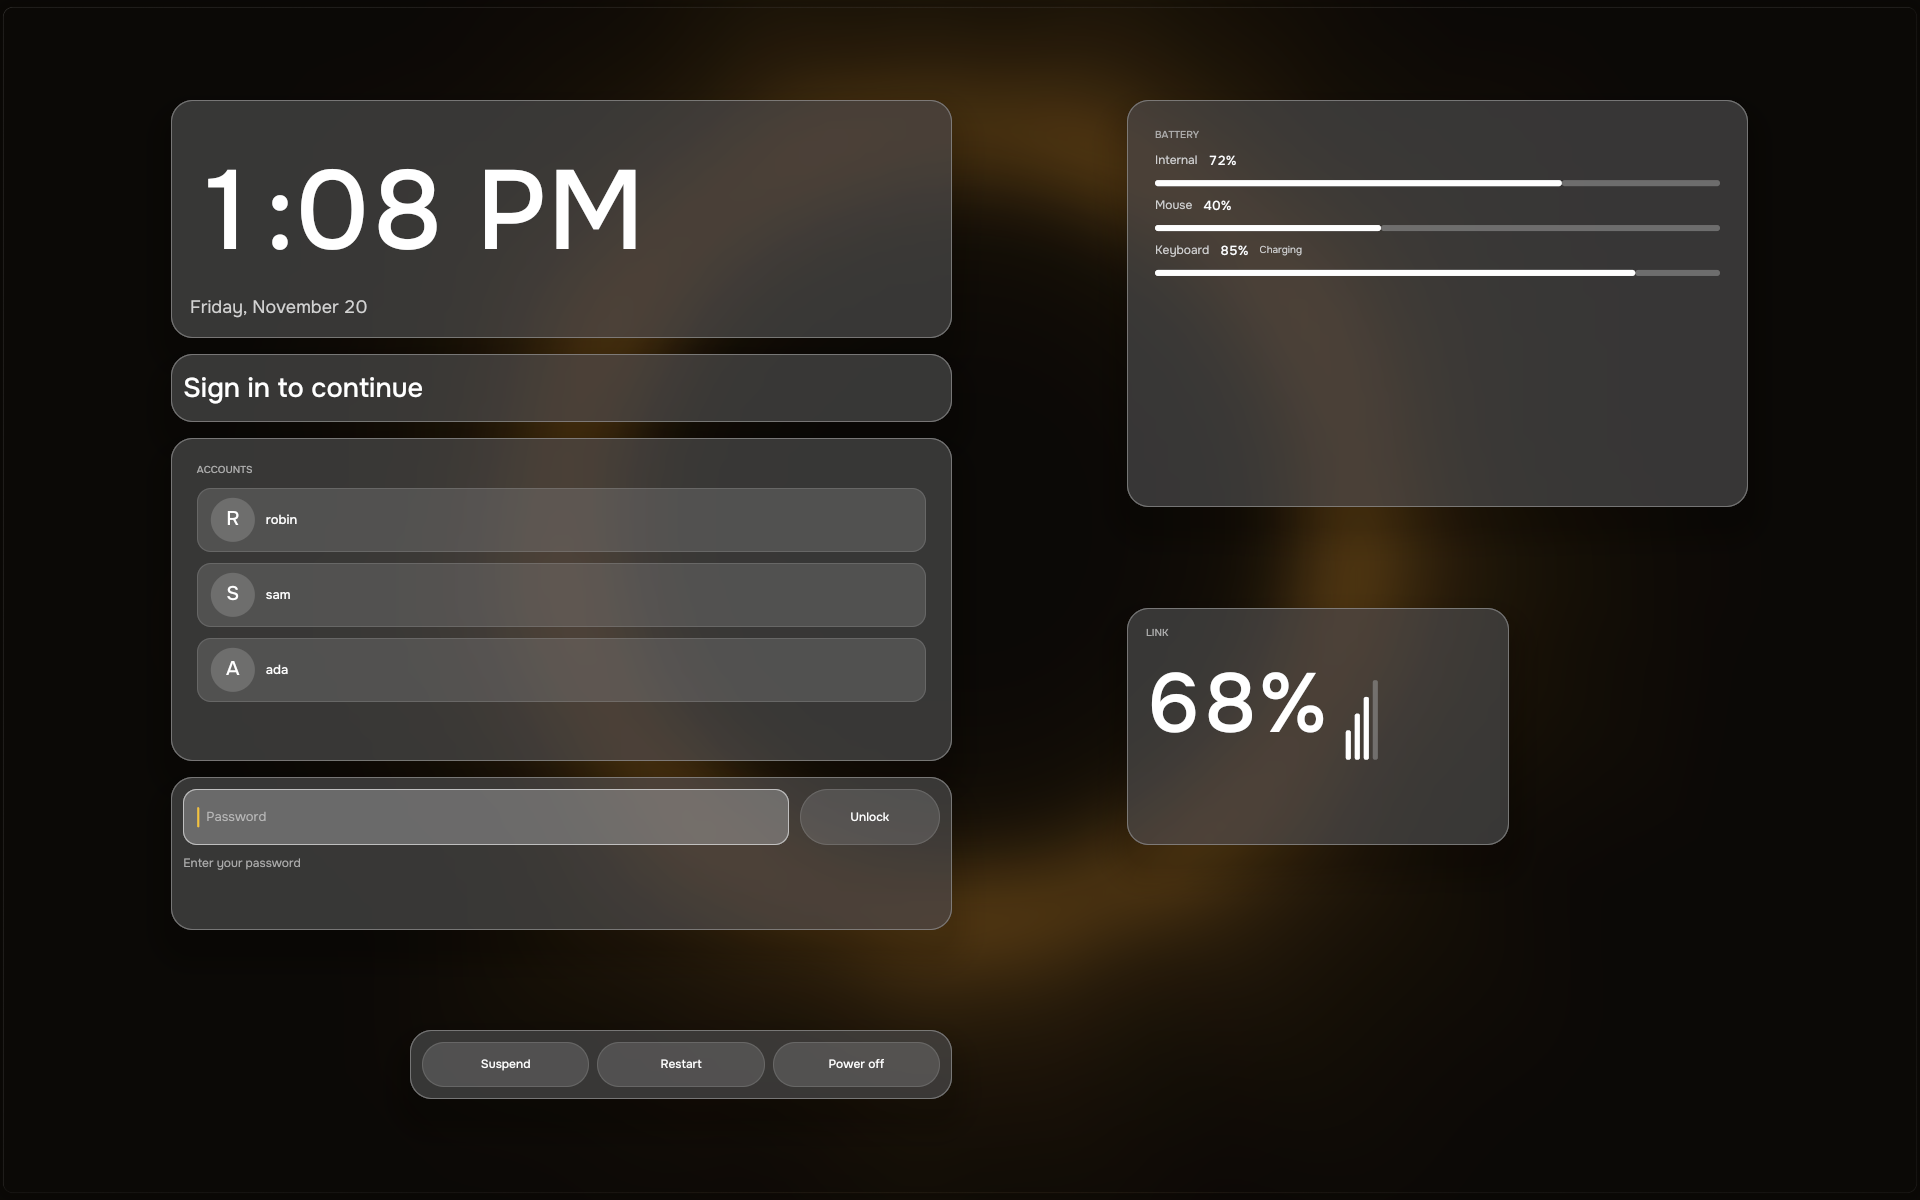 1:08 PM
Friday, November 20
Sign in to continue
ACCOUNTS
R robin
S sam
A ada
Password
Unlock
Enter your password
Suspend
Restart
Power off
BATTERY
Internal 72%
Mouse 40%
Keyboard 85% Charging
LINK
68%